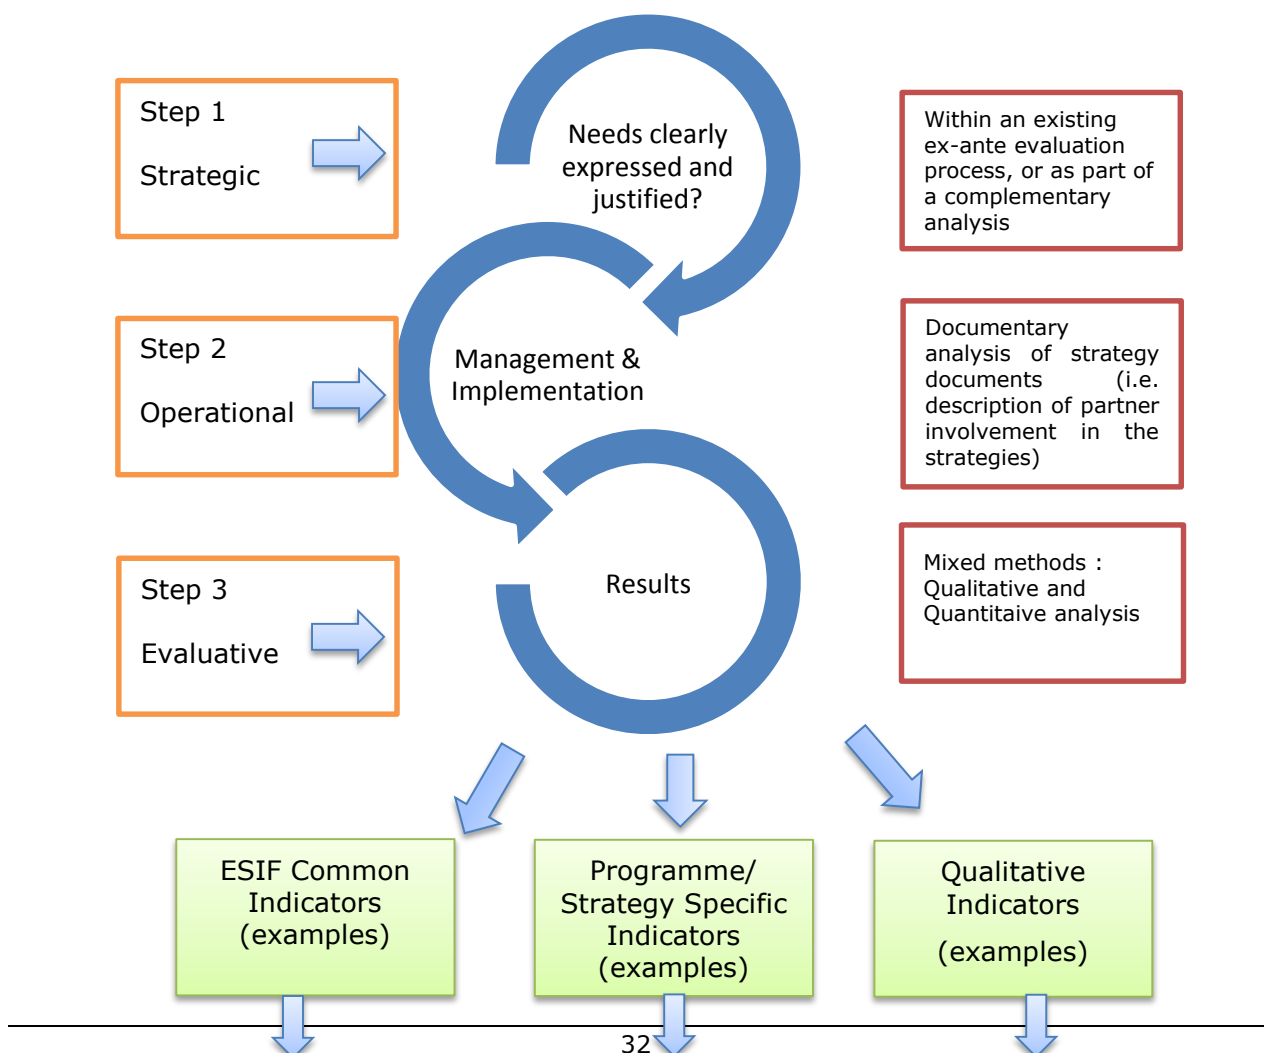 Step 1
Strategic
Needs clearly
expressed and
justified?
Within an existing
ex-ante evaluation
process, or as part of
a complementary
analysis
Step 2
Operational
Management &
Implementation
Documentary
analysis of strategy
documents (i.e.
description of partner
involvement in the
strategies)
Step 3
Evaluative
Results
Mixed methods :
Qualitative and
Quantitaive analysis
ESIF Common
Indicators
(examples)
Programme/
Strategy Specific
Indicators
(examples)
Qualitative
Indicators
(examples)
32